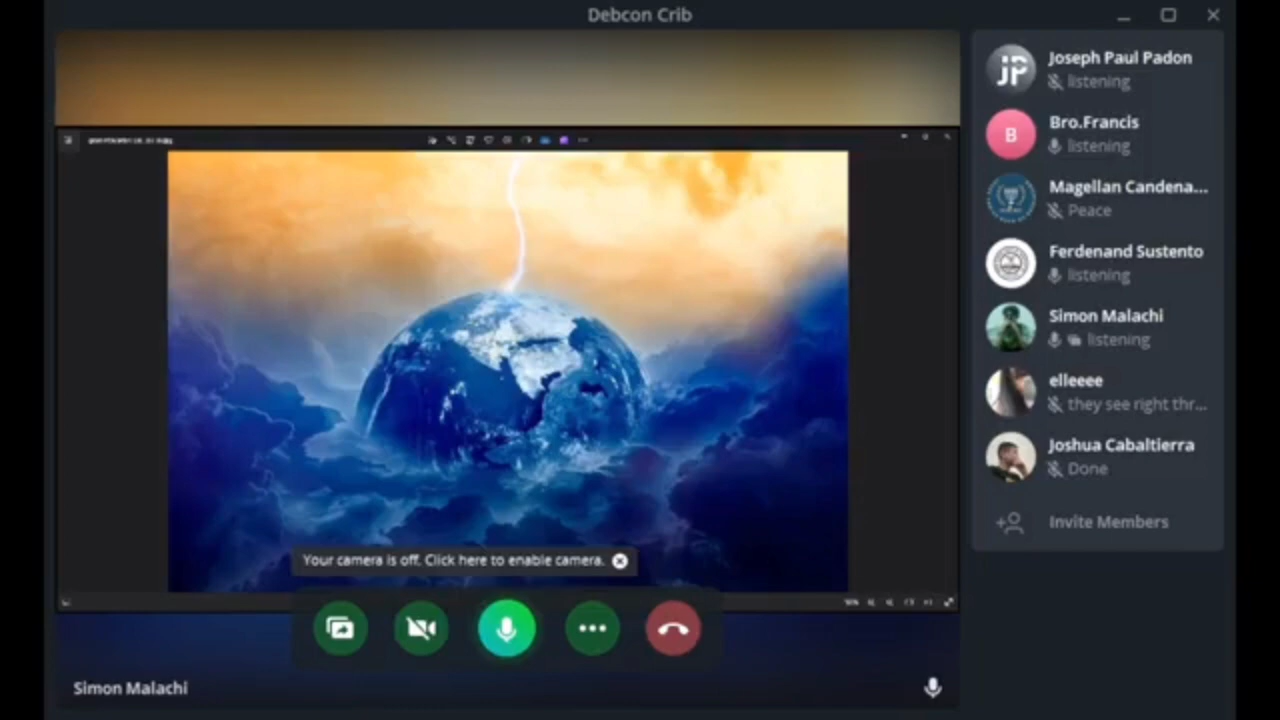 Debcon Crib
Joseph Paul Padon
listening
B
Bro.Francis
listening
Magellan Candena...
Peace
Ferdenand Sustento
listening
Simon Malachi
listening
elleeee
they see right thr...
Joshua Cabaltierra
Done
Invite Members
Your camera is off. Click here to enable camera.
Simon Malachi